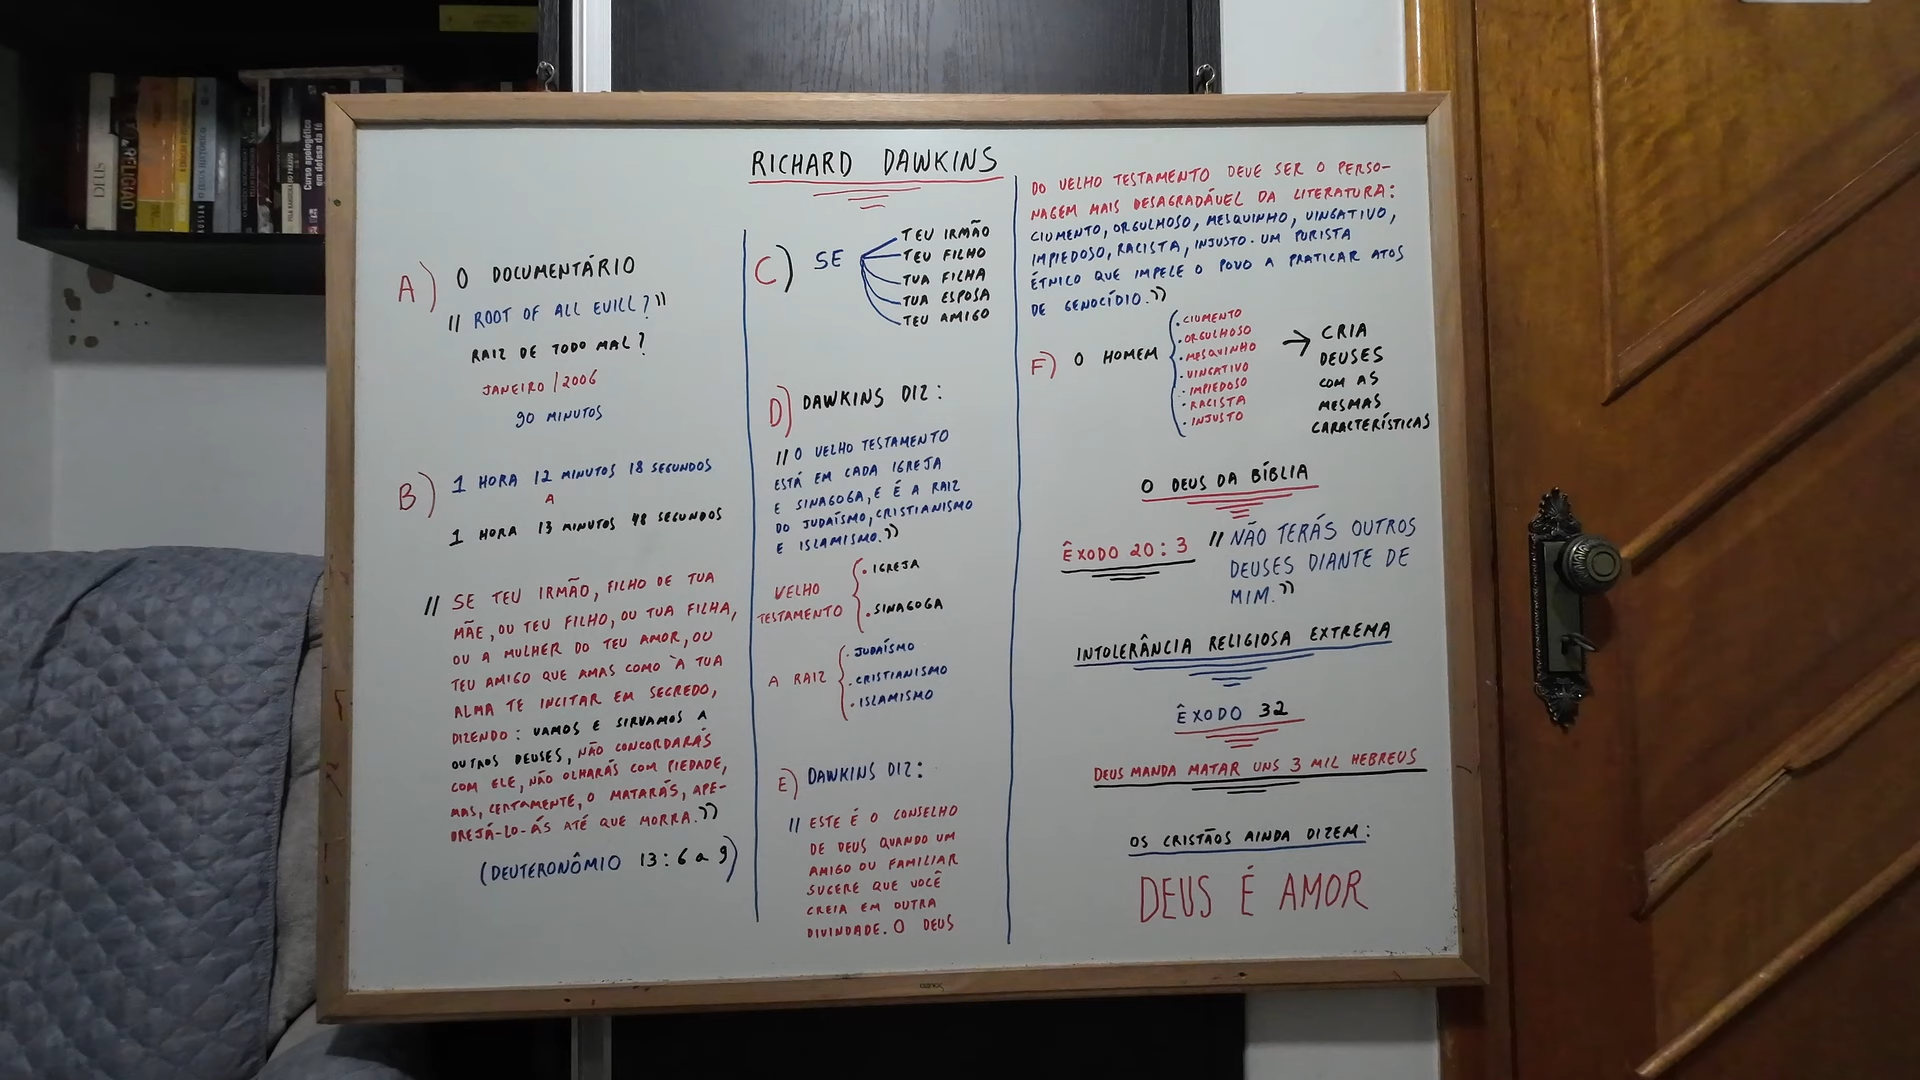 RICHARD DAWKINS
A) O DOCUMENTÁRIO
"ROOT OF ALL EVILL?"
RAIZ DE TODO MAL?
JANEIRO/2006
90 MINUTOS
B) 1 HORA 12 MINUTOS 18 SEGUNDOS
A
1 HORA 13 MINUTOS 48 SEGUNDOS
"SE TEU IRMÃO, FILHO DE TUA
MÃE, OU TEU FILHO, OU TUA FILHA,
OU A MULHER DO TEU AMOR, OU
TEU AMIGO QUE AMAS COMO À TUA
ALMA TE INCITAR EM SEGREDO,
DIZENDO: VAMOS E SIRVAMOS A
OUTROS DEUSES, NÃO CONCORDARÁS
COM ELE, NÃO OLHARÁS COM PIEDADE,
MAS, CERTAMENTE, O MATARÁS, APE-
DREJÁ-LO-ÁS ATÉ QUE MORRA."
(DEUTERONÔMIO 13:6 a 9)
C) SE
TEU IRMÃO
TEU FILHO
TUA FILHA
TUA ESPOSA
TEU AMIGO
D) DAWKINS DIZ:
"O VELHO TESTAMENTO
ESTÁ EM CADA IGREJA
E SINAGOGA, E É A RAIZ
DO JUDAÍSMO, CRISTIANISMO
E ISLAMISMO."
VELHO
TESTAMENTO
. IGREJA
. SINAGOGA
A RAIZ
. JUDAÍSMO
. CRISTIANISMO
. ISLAMISMO
E) DAWKINS DIZ:
"ESTE É O CONSELHO
DE DEUS QUANDO UM
AMIGO OU FAMILIAR
SUGERE QUE VOCÊ
CREIA EM OUTRA
DIVINDADE. O DEUS
DO VELHO TESTAMENTO DEVE SER O PERSO-
NAGEM MAIS DESAGRADÁVEL DA LITERATURA:
CIUMENTO, ORGULHOSO, MESQUINHO, VINGATIVO,
IMPIEDOSO, RACISTA, INJUSTO. UM PURISTA
ÉTNICO QUE IMPELE O POVO A PRATICAR ATOS
DE GENOCÍDIO."
F) O HOMEM
. CIUMENTO
. ORGULHOSO
. MESQUINHO
. VINGATIVO
. IMPIEDOSO
. RACISTA
. INJUSTO
→ CRIA
DEUSES
COM AS
MESMAS
CARACTERÍSTICAS
O DEUS DA BÍBLIA
ÊXODO 20:3
"NÃO TERÁS OUTROS
DEUSES DIANTE DE
MIM."
INTOLERÂNCIA RELIGIOSA EXTREMA
ÊXODO 32
DEUS MANDA MATAR UNS 3 MIL HEBREUS
OS CRISTÃOS AINDA DIZEM:
DEUS É AMOR
DEUS
RELIGIÃO
Curso apologético
em defesa da fé